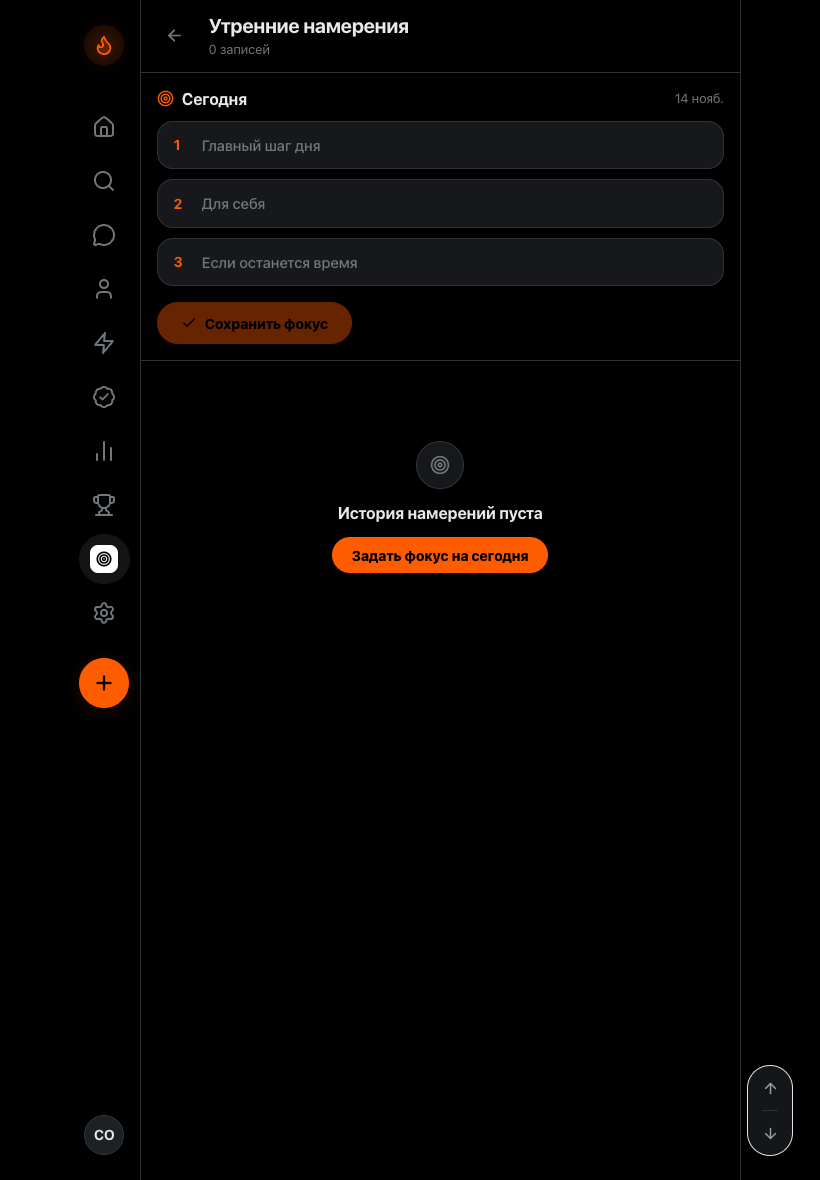 Утренние намерения
0 записей
Сегодня
14 нояб.
1 Главный шаг дня
2 Для себя
3 Если останется время
Сохранить фокус
История намерений пуста
Задать фокус на сегодня
CO